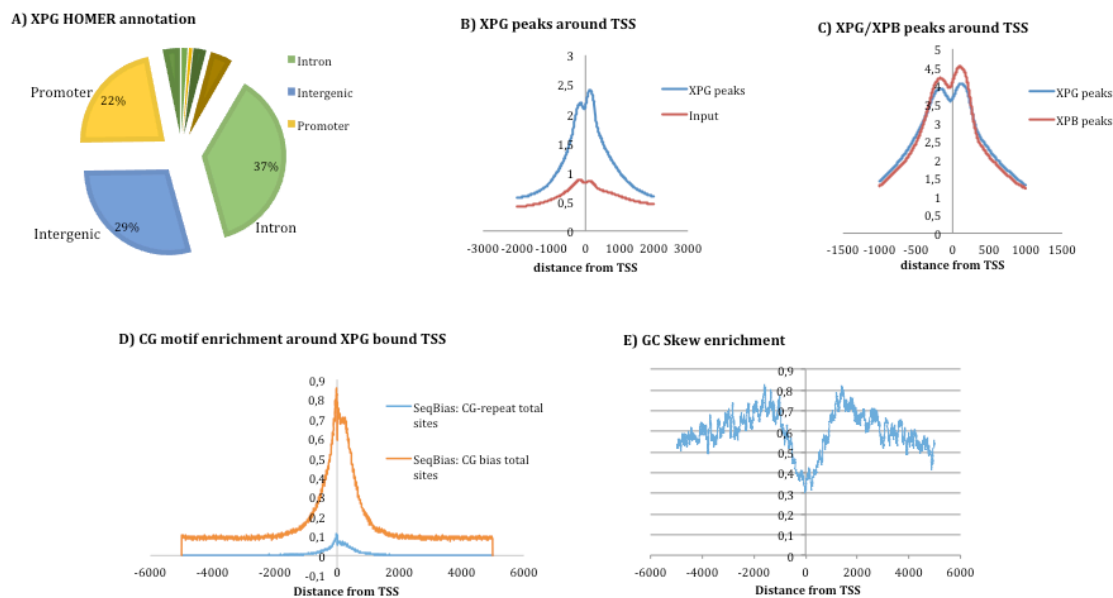 A) XPG HOMER annotation
Promoter
22%
37%
Intergenic
29%
Intron
Intron
Intergenic
Promoter
B) XPG peaks around TSS
3
2,5
2
1,5
1
0,5
0
XPG peaks
Input
-3000 -2000 -1000 0 1000 2000 3000
distance from TSS
C) XPG/XPB peaks around TSS
5
4,5
4
3,5
3
2,5
2
1,5
1
0,5
0
XPG peaks
XPB peaks
-1500 -1000 -500 0 500 1000 1500
distance from TSS
D) CG motif enrichment around XPG bound TSS
0,9
0,8
0,7
0,6
0,5
0,4
0,3
0,2
0,1
0
-0,1
SeqBias: CG-repeat total
sites
SeqBias: CG bias total
sites
-6000 -4000 -2000 0 2000 4000 6000
Distance from TSS
E) GC Skew enrichment
0,9
0,8
0,7
0,6
0,5
0,4
0,3
0,2
0,1
0
-6000 -4000 -2000 0 2000 4000 6000
Distance from TSS